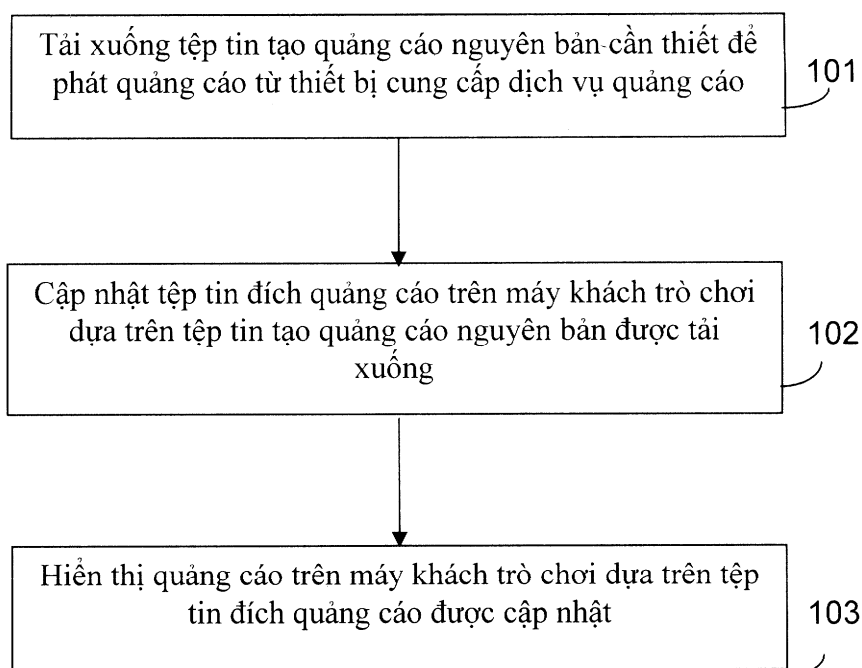 Tải xuống tệp tin tạo quảng cáo nguyên bản cần thiết để
phát quảng cáo từ thiết bị cung cấp dịch vụ quảng cáo
101
Cập nhật tệp tin đích quảng cáo trên máy khách trò chơi
dựa trên tệp tin tạo quảng cáo nguyên bản được tải
xuống
102
Hiển thị quảng cáo trên máy khách trò chơi dựa trên tệp
tin đích quảng cáo được cập nhật
103